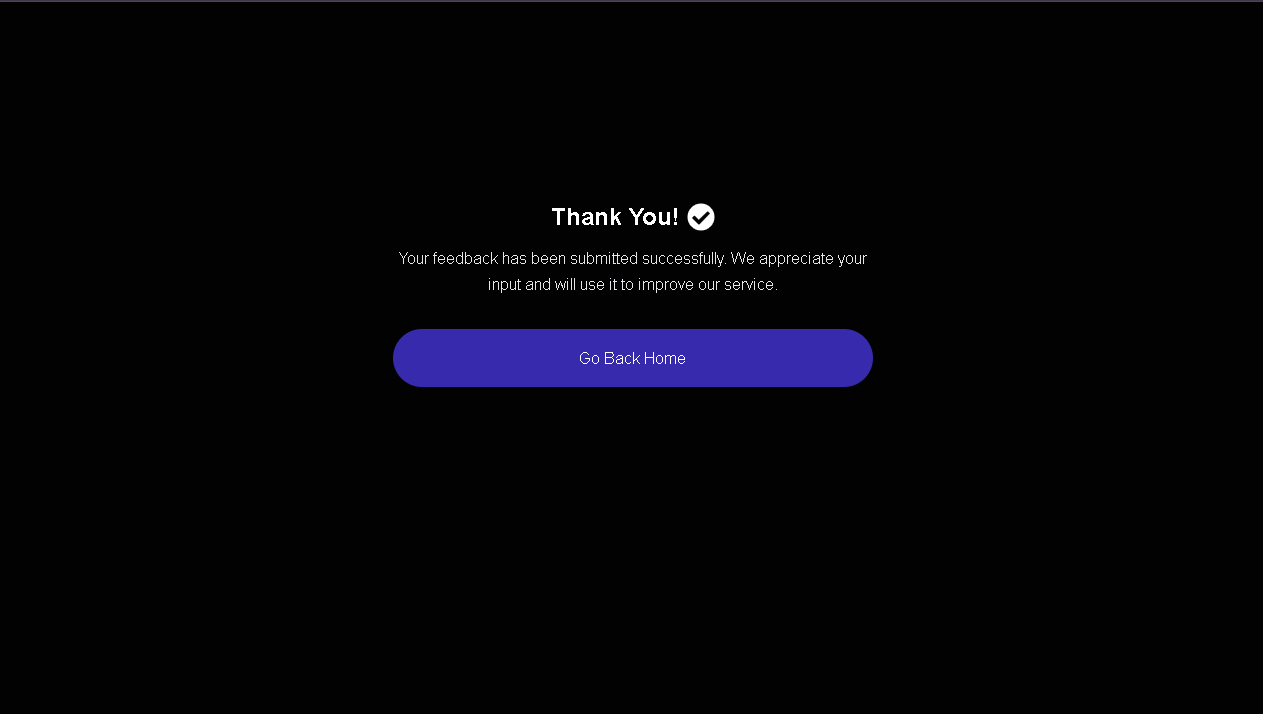 Thank You!
Your feedback has been submitted successfully. We appreciate your
input and will use it to improve our service.
Go Back Home